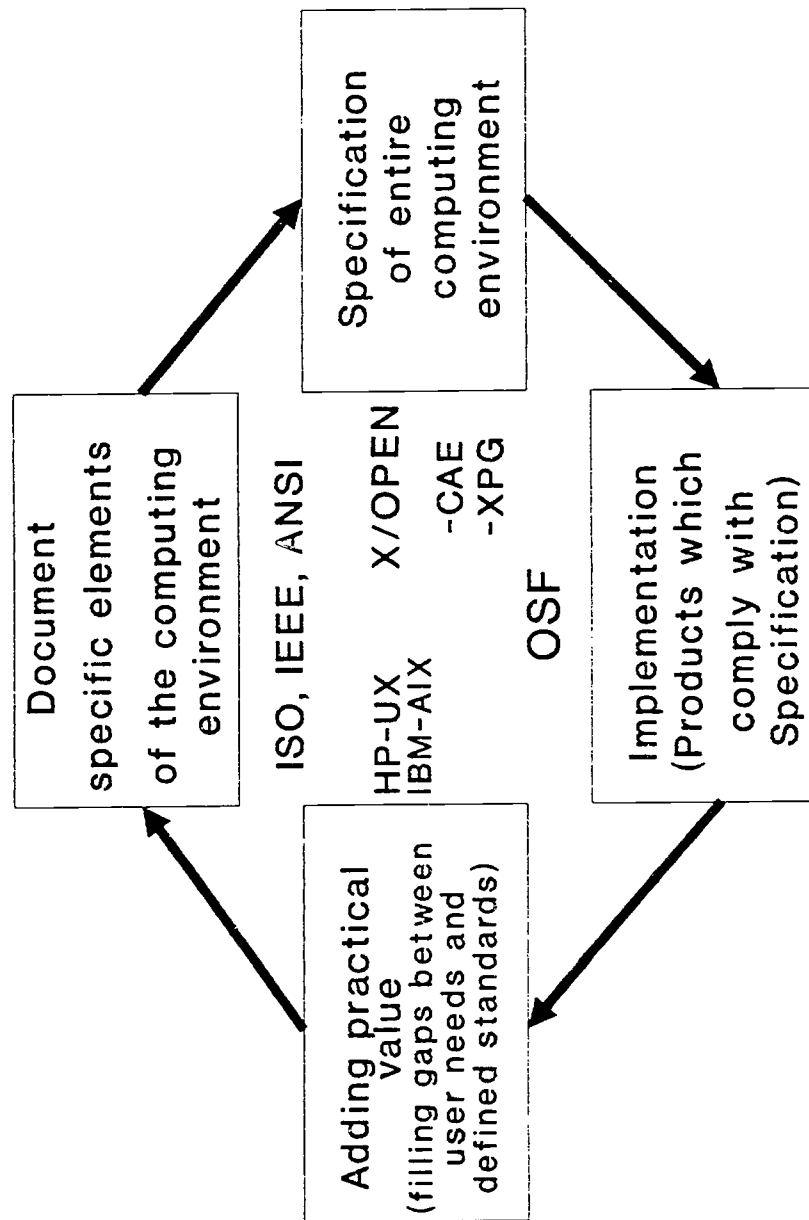 Document
specific elements
of the computing
environment
ISO, IEEE, ANSI
Specification
of entire
computing
environment
X/OPEN
-CAE
-XPG
HP-UX
IBM-AIX
Adding practical
value
(filling gaps between
user needs and
defined standards)
OSF
Implementation
(Products which
comply with
Specification)